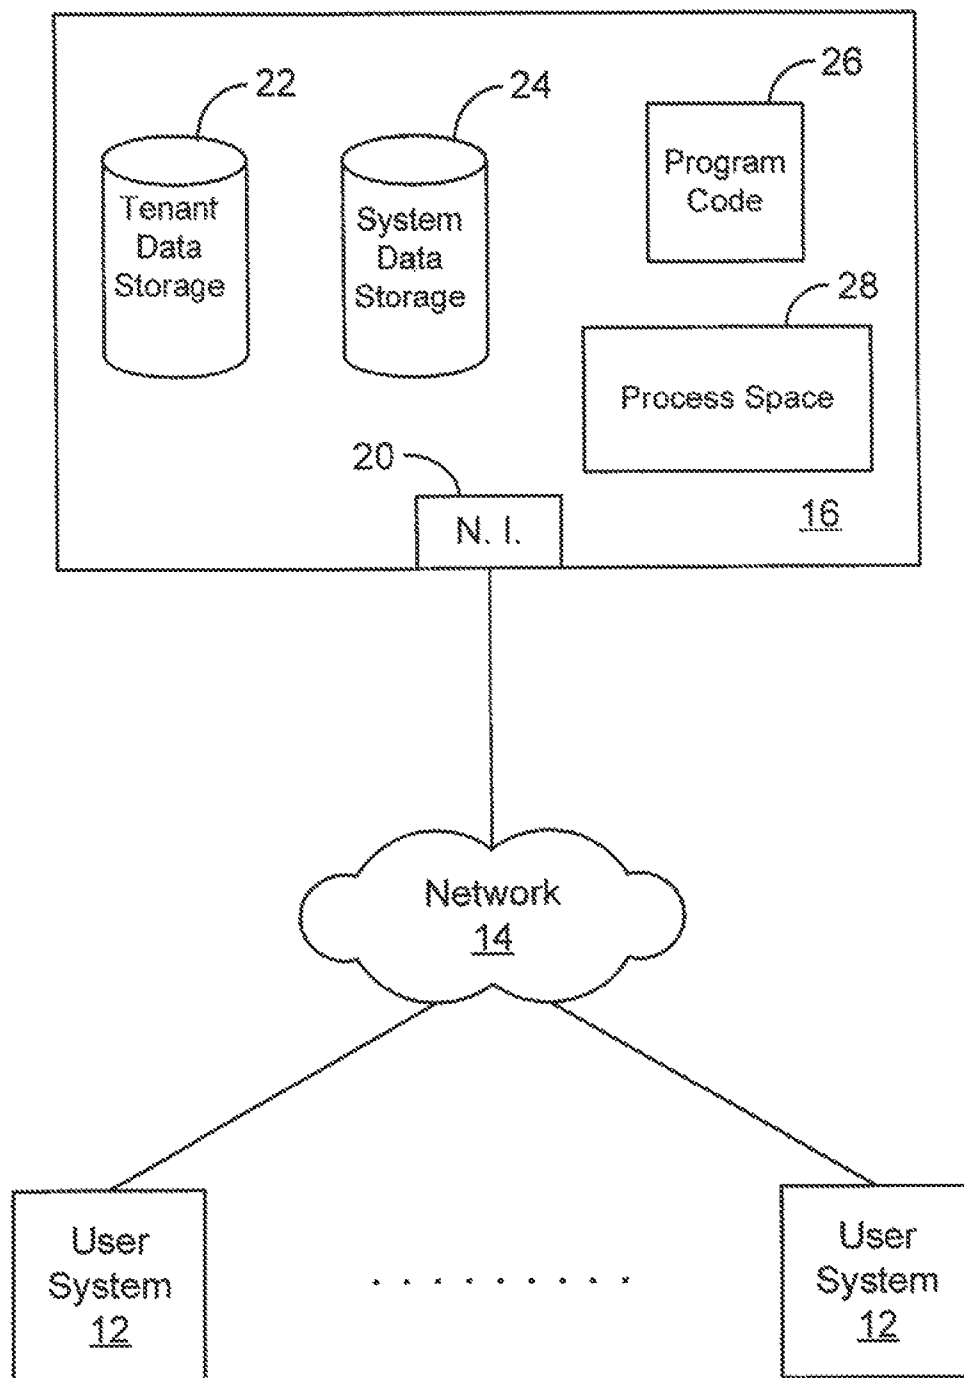 22
24
26
Tenant
Data
Storage
System
Data
Storage
Program
Code
28
Process Space
20
N. I.
16
Network
14
User
System
12
User
System
12